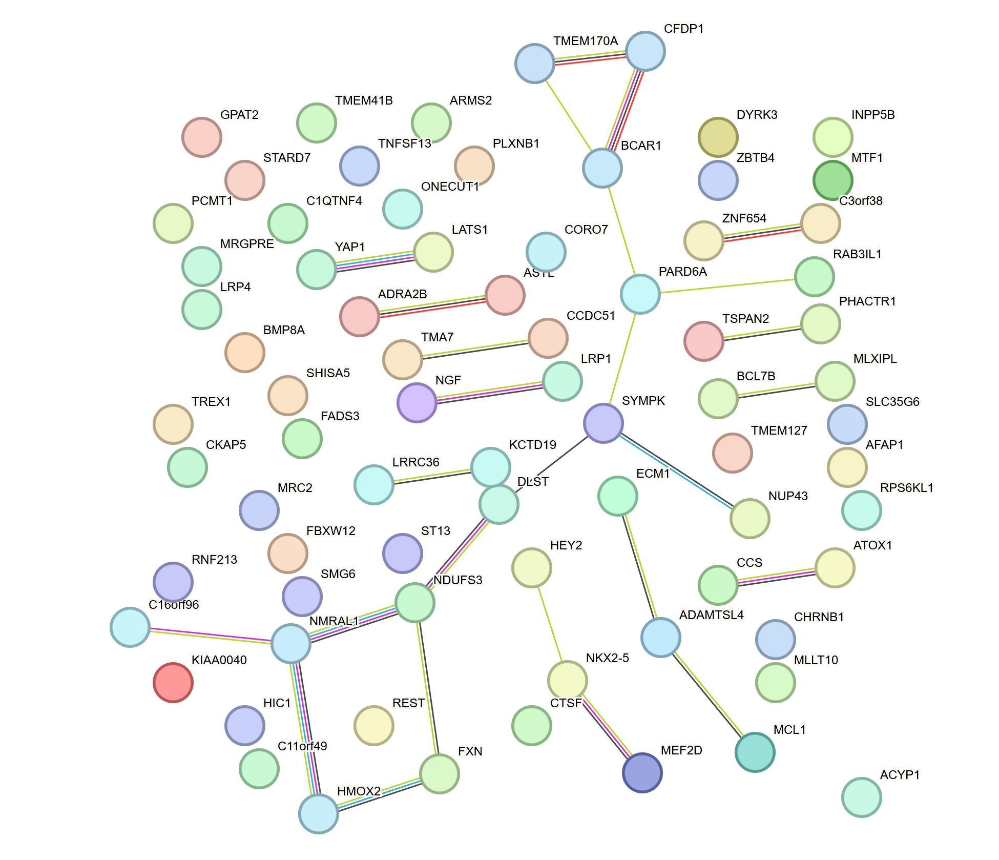 CFDP1
TMEM170A
TMEM41B
ARMS2
GPAT2
DYRK3
INPP5B
TNFSF13
PLXNB1
BCAR1
STARD7
ZBTB4
MTF1
ONECUT1
PCMT1
C1QTNF4
C3orf38
ZNF654
LATS1
CORO7
MRGPRE
YAP1
RAB3IL1
ASTL
PARD6A
LRP4
ADRA2B
PHACTR1
CCDC51
TSPAN2
BMP8A
TMA7
LRP1
MLXIPL
SHISA5
NGF
BCL7B
TREX1
SYMPK
SLC35G6
FADS3
TMEM127
CKAP5
KCTD19
AFAP1
LRRC36
ECM1
DLST
MRC2
RPS6KL1
NUP43
FBXW12
ST13
HEY2
ATOX1
RNF213
CCS
SMG6
NDUFS3
C16orf96
NMRAL1
ADAMTSL4
CHRNB1
KIAA0040
NKX2-5
MLLT10
HIC1
REST
CTSF
MCL1
C11orf49
FXN
MEF2D
ACYP1
HMOX2